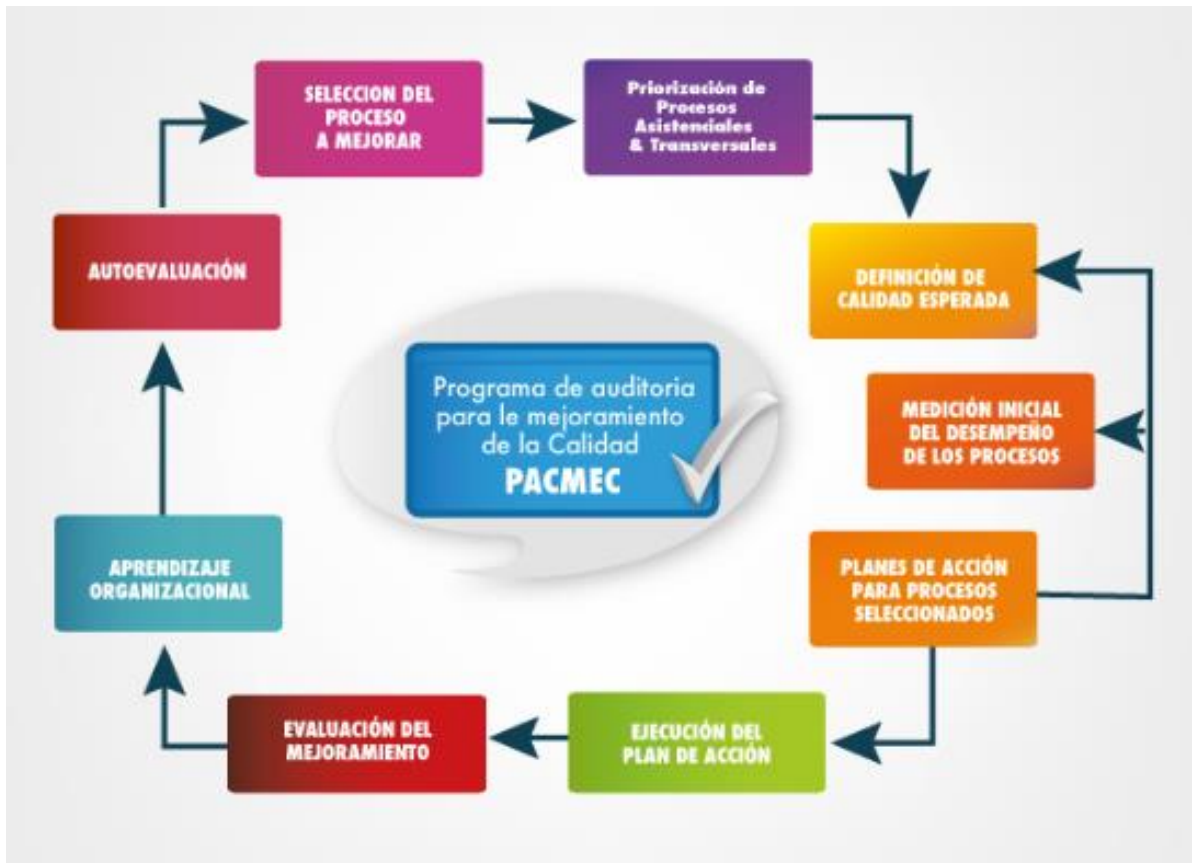 SELECCION DEL
PROCESO
A MEJORAR
Priorización de
Procesos
Asistenciales
& Transversales
AUTOEVALUACIÓN
DEFINICIÓN DE
CALIDAD ESPERADA
Programa de auditoria
para le mejoramiento
de la Calidad
PACMEC
MEDICIÓN INICIAL
DEL DESEMPEÑO
DE LOS PROCESOS
APRENDIZAJE
ORGANIZACIONAL
PLANES DE ACCIÓN
PARA PROCESOS
SELECCIONADOS
EVALUACIÓN DEL
MEJORAMIENTO
EJECUCIÓN DEL
PLAN DE ACCIÓN